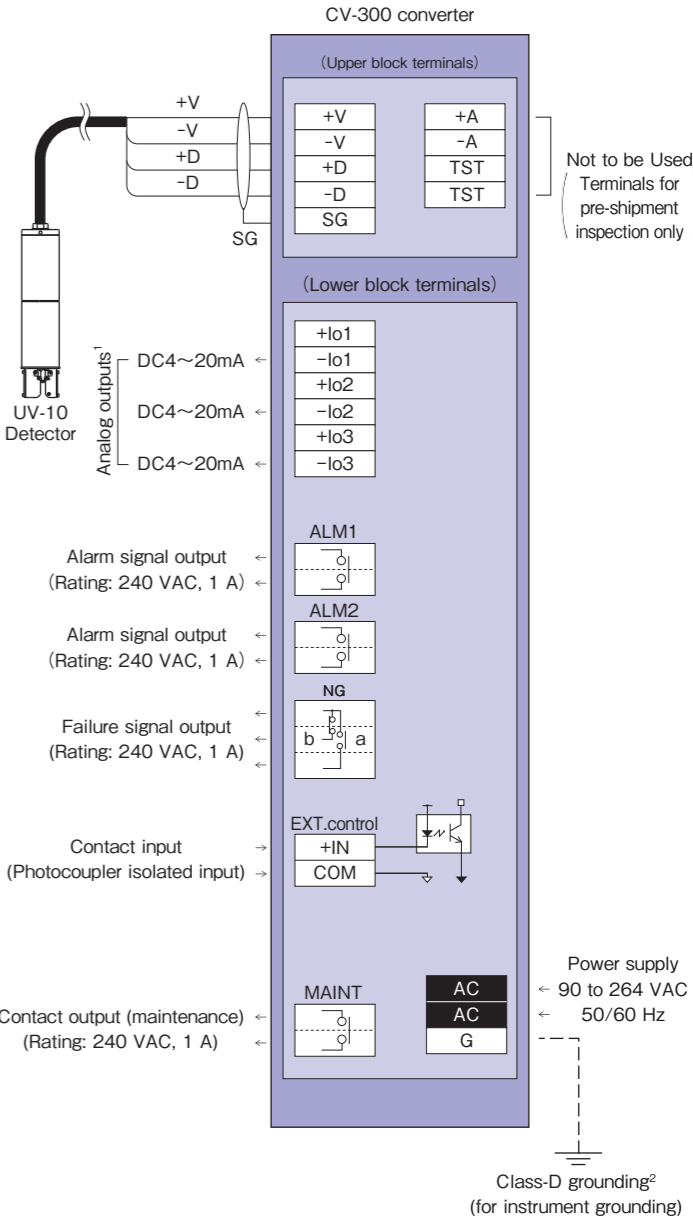 CV-300 converter
(Upper block terminals)
+V
-V
+D
-D
SG
+V
-V
+D
-D
SG
+A
-A
TST
TST
Not to be Used
Terminals for
pre-shipment
inspection only
UV-10
Detector
(Lower block terminals)
Analog outputs¹
DC4～20mA
DC4～20mA
DC4～20mA
+Io1
-Io1
+Io2
-Io2
+Io3
-Io3
Alarm signal output
(Rating: 240 VAC, 1 A)
ALM1
Alarm signal output
(Rating: 240 VAC, 1 A)
ALM2
Failure signal output
(Rating: 240 VAC, 1 A)
NG
b a
Contact input
(Photocoupler isolated input)
EXT.control
+IN
COM
Contact output (maintenance)
(Rating: 240 VAC, 1 A)
MAINT
AC
AC
G
Power supply
90 to 264 VAC
50/60 Hz
Class-D grounding²
(for instrument grounding)